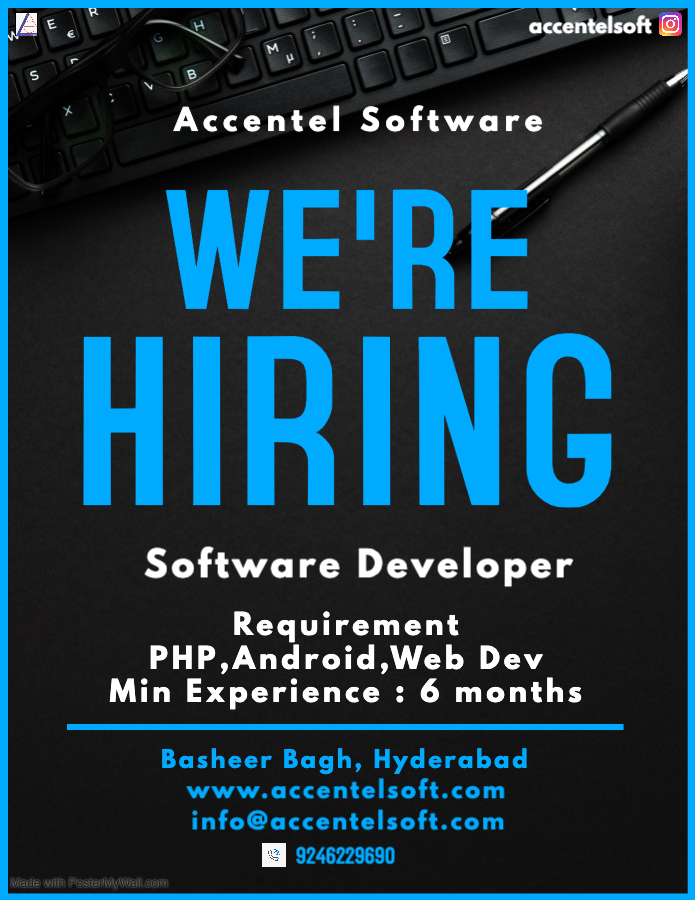 accentelsoft
Accentel Software
WE'RE
HIRING
Software Developer
Requirement
PHP,Android,Web Dev
Min Experience : 6 months
Basheer Bagh, Hyderabad
www.accentelsoft.com
info@accentelsoft.com
9246229690
Made with PosterMyWall.com